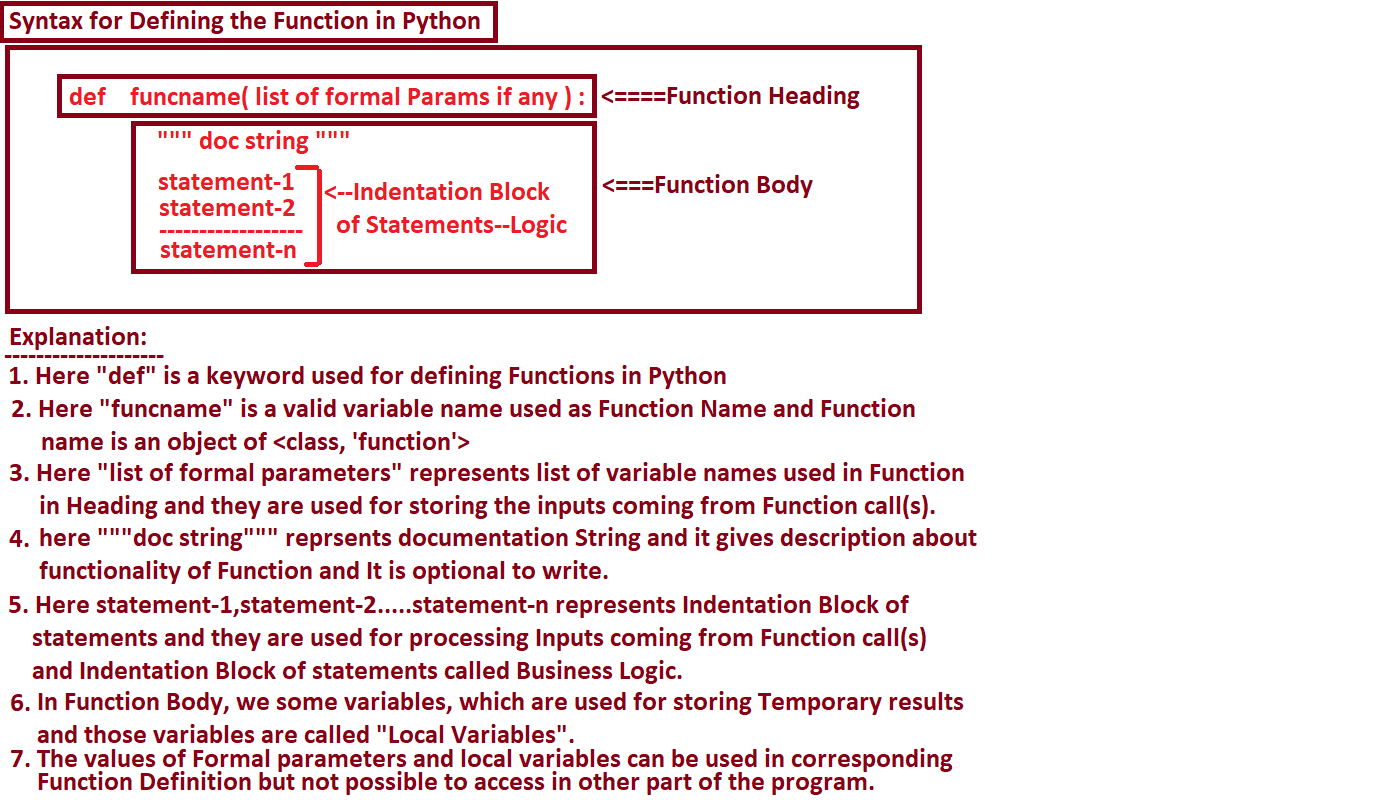 Syntax for Defining the Function in Python
def funcname( list of formal Params if any ) : <====Function Heading
""" doc string """
statement-1
statement-2
------------------
statement-n
<--Indentation Block
of Statements--Logic
<===Function Body
Explanation:
--------------------
1. Here "def" is a keyword used for defining Functions in Python
2. Here "funcname" is a valid variable name used as Function Name and Function
name is an object of <class, 'function'>
3. Here "list of formal parameters" represents list of variable names used in Function
in Heading and they are used for storing the inputs coming from Function call(s).
4. here """doc string""" reprsents documentation String and it gives description about
functionality of Function and It is optional to write.
5. Here statement-1,statement-2.....statement-n represents Indentation Block of
statements and they are used for processing Inputs coming from Function call(s)
and Indentation Block of statements called Business Logic.
6. In Function Body, we some variables, which are used for storing Temporary results
and those variables are called "Local Variables".
7. The values of Formal parameters and local variables can be used in corresponding
Function Definition but not possible to access in other part of the program.